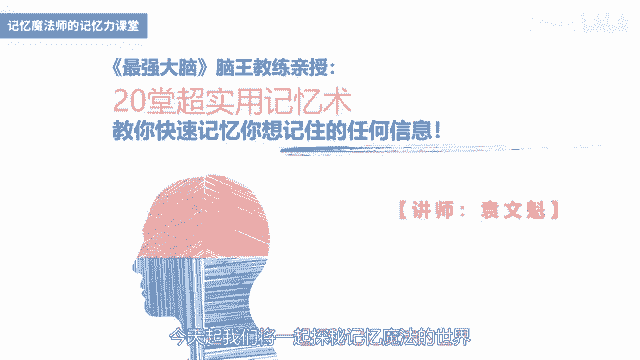 记忆魔法师的记忆力课堂
《最强大脑》脑王教练亲授：
20堂超实用记忆术
教你快速记忆你想记住的任何信息！
【讲师：袁文魁】
今天起我们将一起探秘记忆魔法的世界